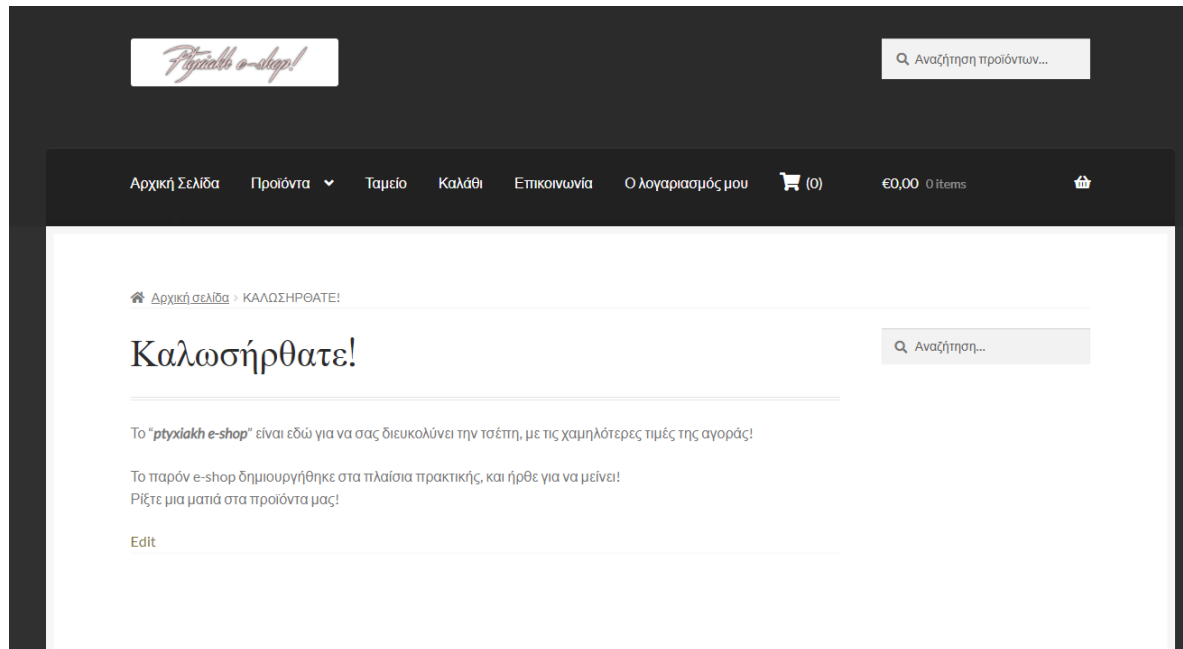 Ptyxiakh e-shop!
Αναζήτηση προϊόντων...
Αρχική Σελίδα Προϊόντα Ταμείο Καλάθι Επικοινωνία Ο λογαριασμός μου (0) €0,00 0 items
Αρχική σελίδα › ΚΑΛΩΣΗΡΘΑΤΕ!
Καλωσήρθατε!
Αναζήτηση...
Το “ptyxiakh e-shop” είναι εδώ για να σας διευκολύνει την τσέπη, με τις χαμηλότερες τιμές της αγοράς!
Το παρόν e-shop δημιουργήθηκε στα πλαίσια πρακτικής, και ήρθε για να μείνει!
Ρίξτε μια ματιά στα προϊόντα μας!
Edit